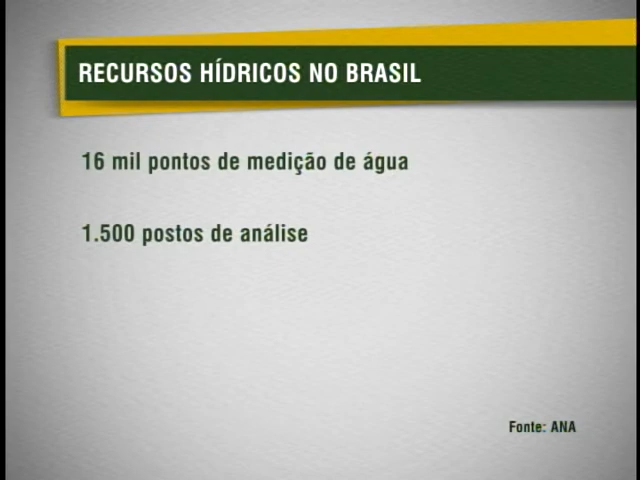 RECURSOS HÍDRICOS NO BRASIL
16 mil pontos de medição de água
1.500 postos de análise
Fonte: ANA